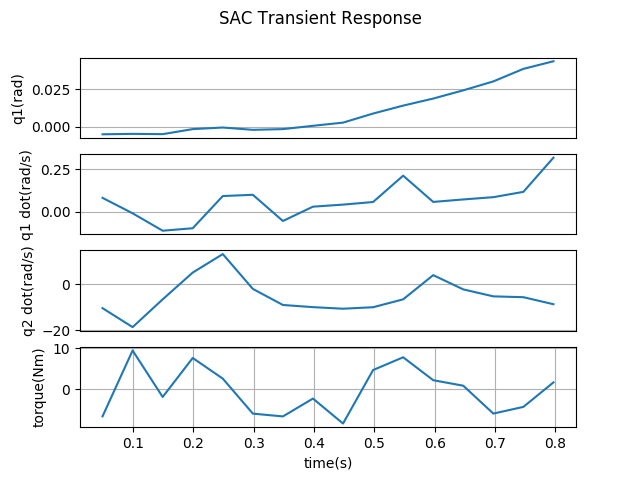 SAC Transient Response
q1(rad)
0.025
0.000
q1 dot(rad/s)
0.25
0.00
q2 dot(rad/s)
0
−20
torque(Nm)
10
0
0.1 0.2 0.3 0.4 0.5 0.6 0.7 0.8
time(s)